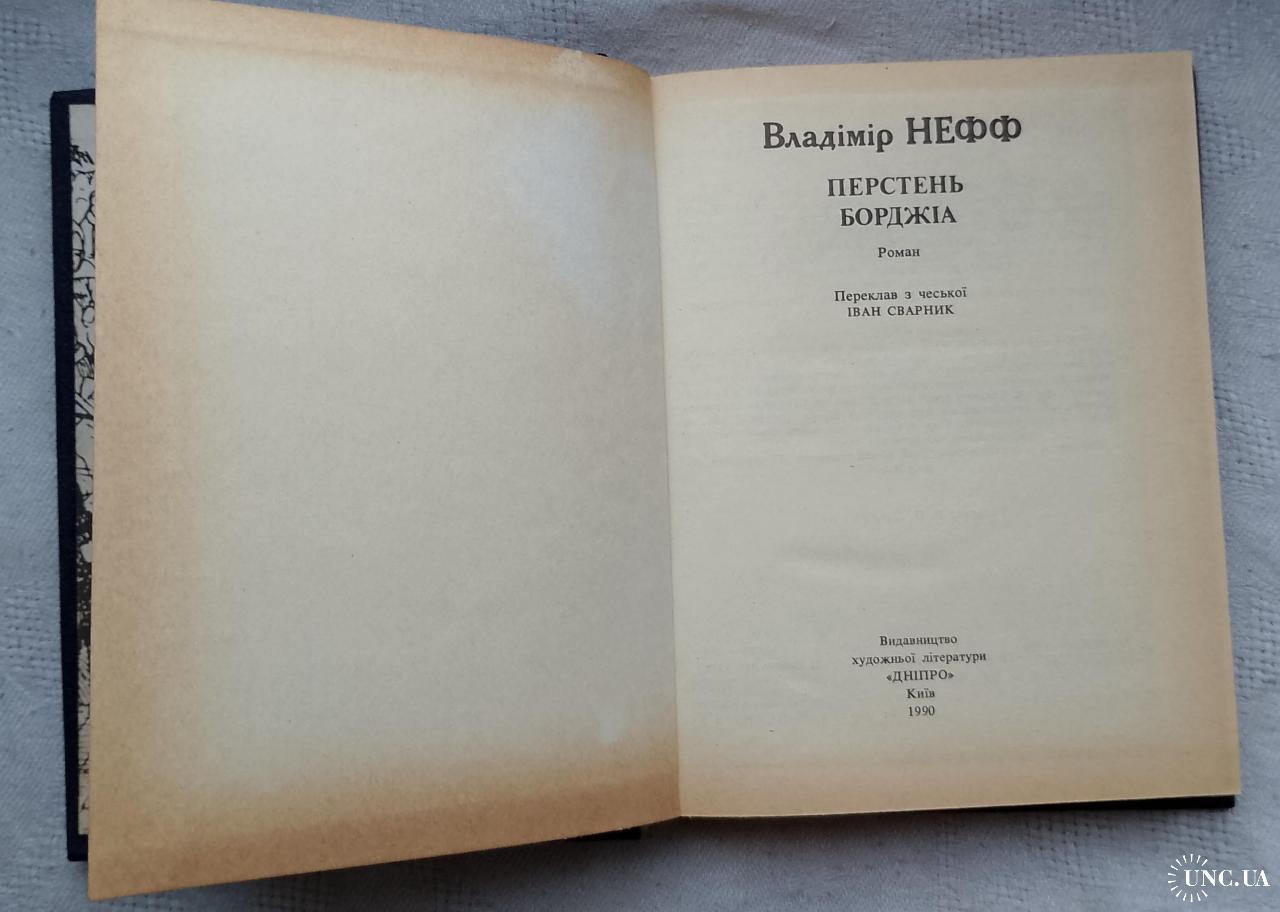 Владімір НЕФФ
ПЕРСТЕНЬ
БОРДЖІА
Роман
Переклав з чеської
ІВАН СВАРНИК
Видавництво
художньої літератури
«ДНІПРО»
Київ
1990
UNC.UA